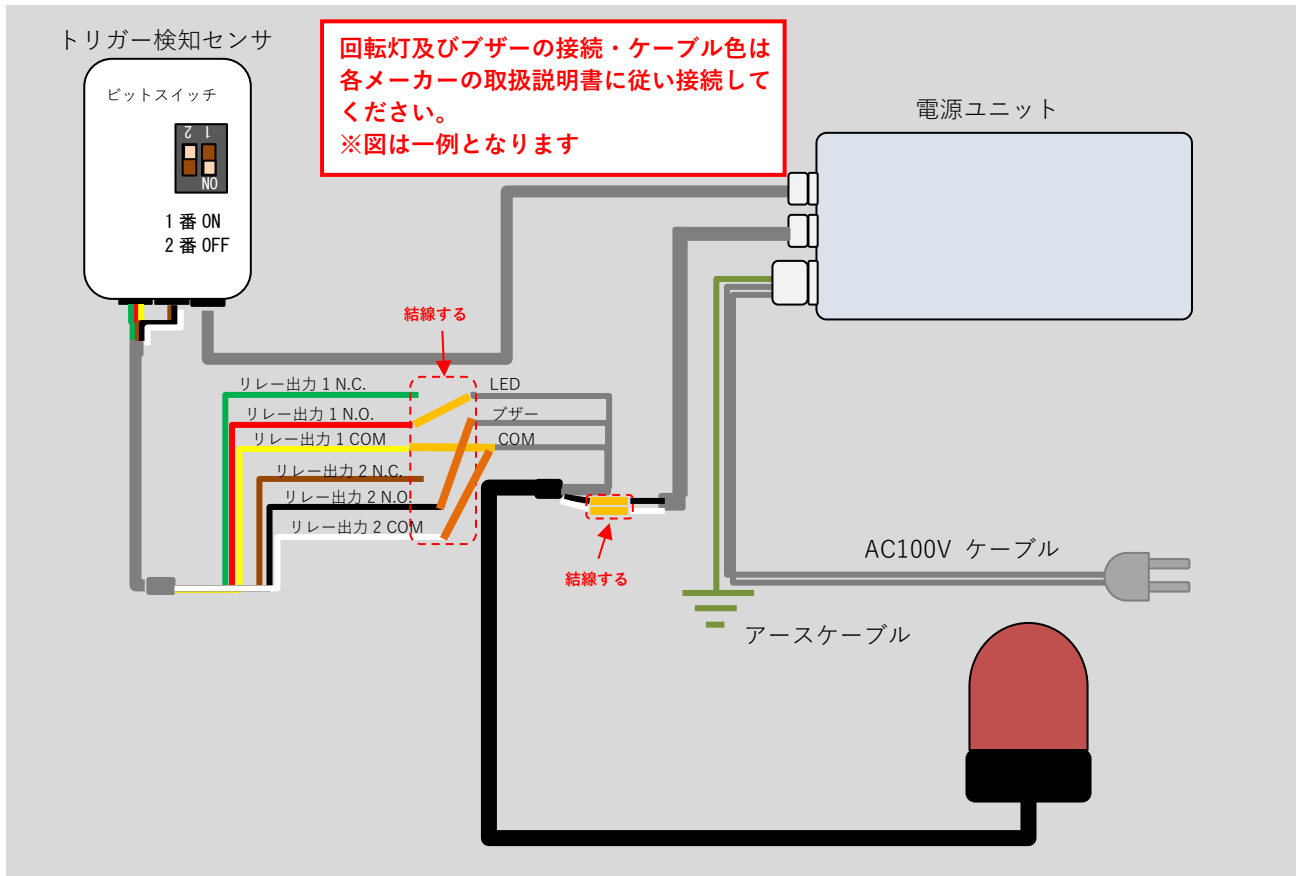 トリガー検知センサ
ビットスイッチ
1 2
ON
1番 ON
2番 OFF
回転灯及びブザーの接続・ケーブル色は
各メーカーの取扱説明書に従い接続して
ください。
※図は一例となります
電源ユニット
結線する
リレー出力 1 N.C.
LED
リレー出力 1 N.O.
ブザー
リレー出力 1 COM
COM
リレー出力 2 N.C.
リレー出力 2 N.O.
リレー出力 2 COM
結線する
AC100V ケーブル
アースケーブル